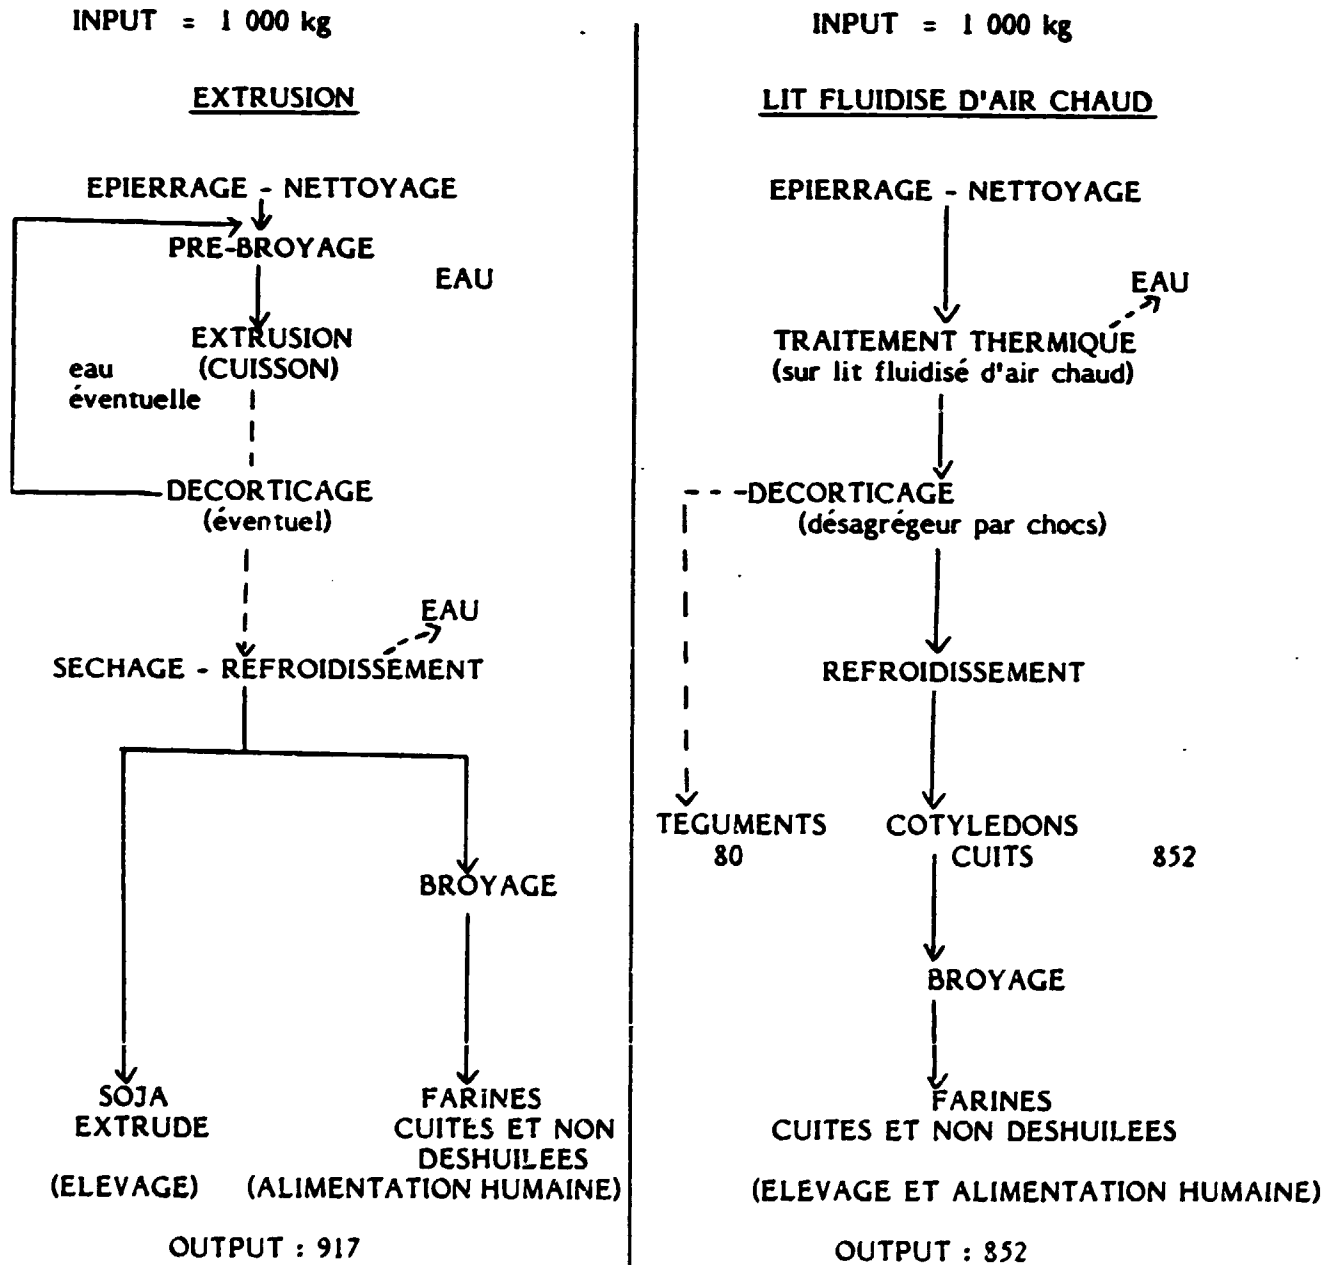 INPUT = 1 000 kg
EXTRUSION
EPIERRAGE - NETTOYAGE
PRE-BROYAGE
EAU
EXTRUSION
(CUISSON)
eau
éventuelle
DECORTICAGE
(éventuel)
EAU
SECHAGE - REFROIDISSEMENT
BROYAGE
SOJA
EXTRUDE
(ELEVAGE)
FARINES
CUITES ET NON
DESHUILEES
(ALIMENTATION HUMAINE)
OUTPUT : 917
INPUT = 1 000 kg
LIT FLUIDISE D'AIR CHAUD
EPIERRAGE - NETTOYAGE
EAU
TRAITEMENT THERMIQUE
(sur lit fluidisé d'air chaud)
DECORTICAGE
(désagrégeur par chocs)
REFROIDISSEMENT
TEGUMENTS
80
COTYLEDONS
CUITS 852
BROYAGE
FARINES
CUITES ET NON DESHUILEES
(ELEVAGE ET ALIMENTATION HUMAINE)
OUTPUT : 852